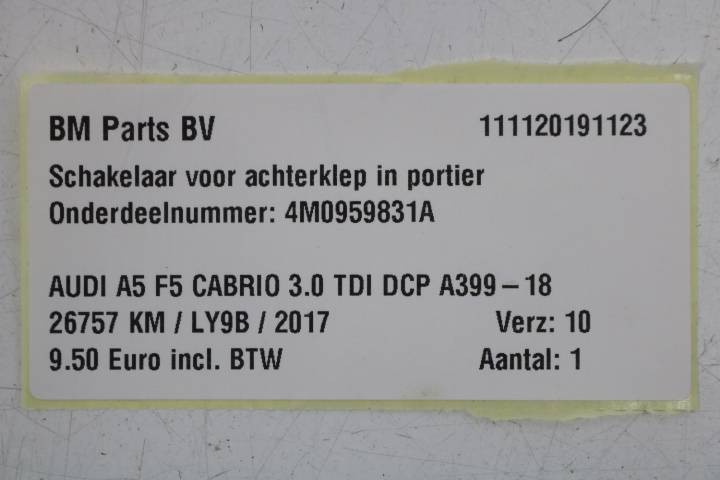 BM Parts BV 111120191123
Schakelaar voor achterklep in portier
Onderdeelnummer: 4M0959831A
AUDI A5 F5 CABRIO 3.0 TDI DCP A399 – 18
26757 KM / LY9B / 2017 Verz: 10
9.50 Euro incl. BTW Aantal: 1